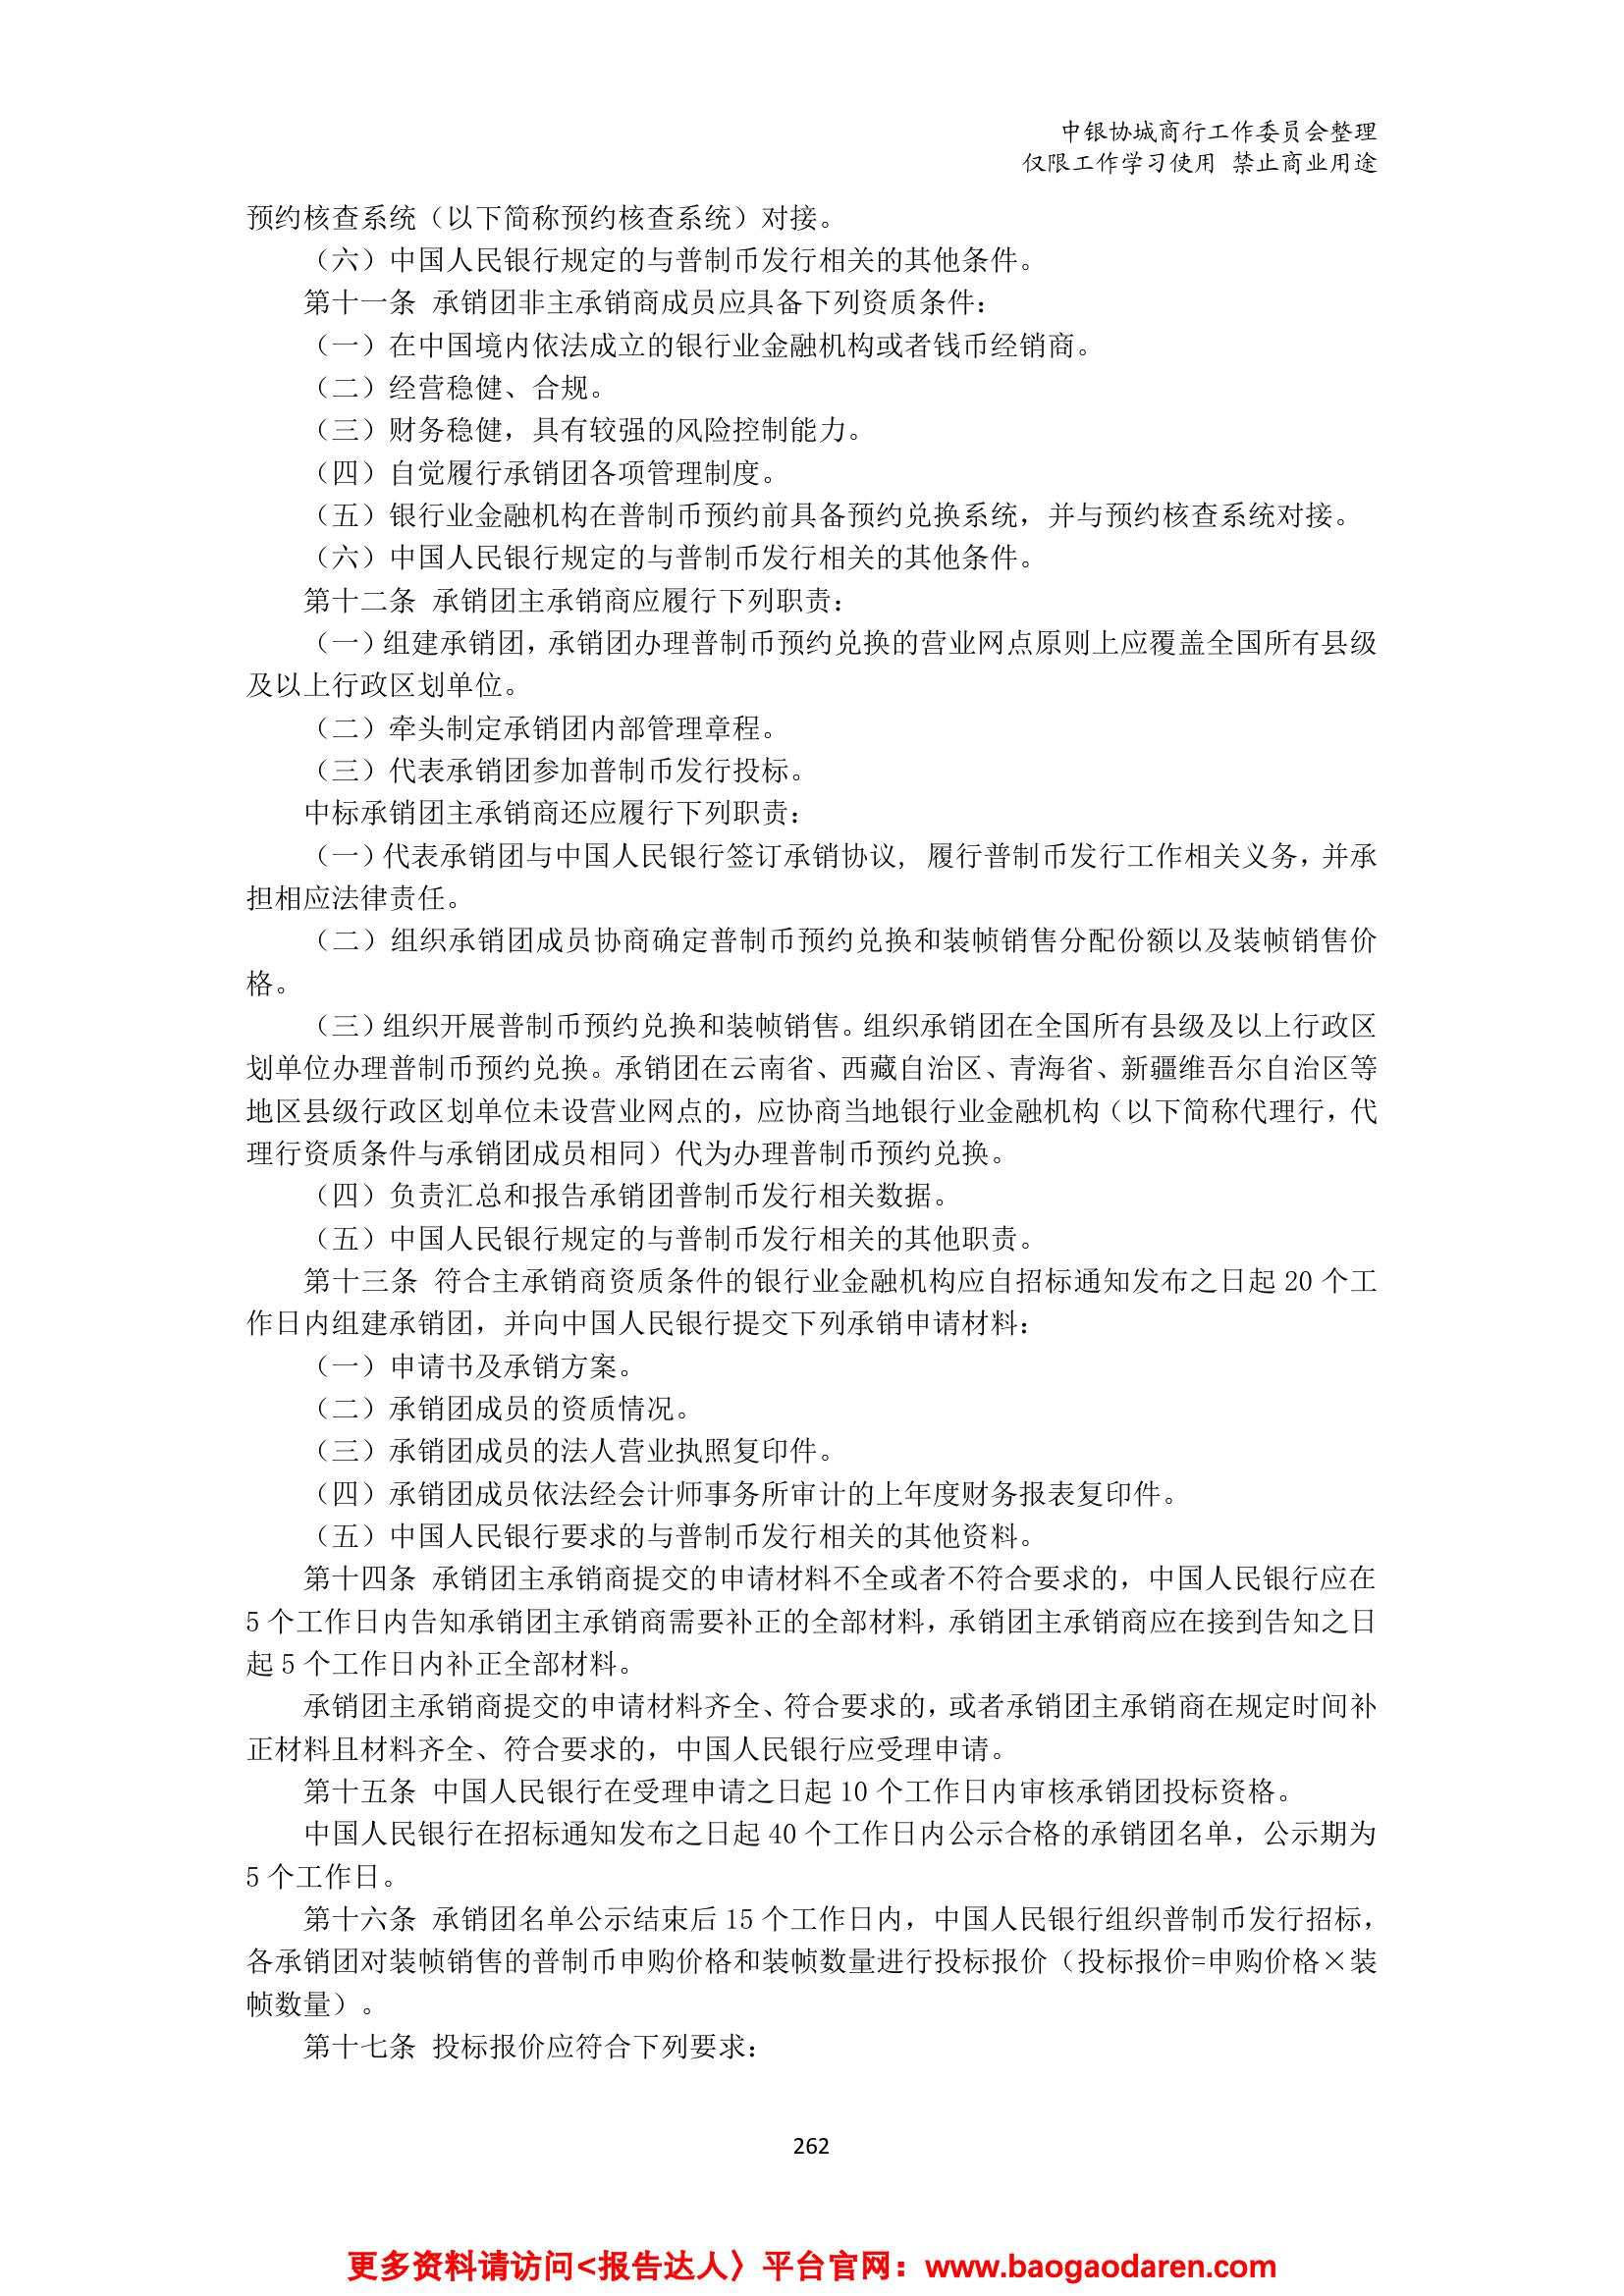 中银协城商行工作委员会整理
仅限工作学习使用 禁止商业用途
预约核查系统（以下简称预约核查系统）对接。
（六）中国人民银行规定的与普制币发行相关的其他条件。
第十一条 承销团非主承销商成员应具备下列资质条件：
（一）在中国境内依法成立的银行业金融机构或者钱币经销商。
（二）经营稳健、合规。
（三）财务稳健，具有较强的风险控制能力。
（四）自觉履行承销团各项管理制度。
（五）银行业金融机构在普制币预约前具备预约兑换系统，并与预约核查系统对接。
（六）中国人民银行规定的与普制币发行相关的其他条件。
第十二条 承销团主承销商应履行下列职责：
（一）组建承销团，承销团办理普制币预约兑换的营业网点原则上应覆盖全国所有县级
及以上行政区划单位。
（二）牵头制定承销团内部管理章程。
（三）代表承销团参加普制币发行投标。
中标承销团主承销商还应履行下列职责：
（一）代表承销团与中国人民银行签订承销协议, 履行普制币发行工作相关义务，并承
担相应法律责任。
（二）组织承销团成员协商确定普制币预约兑换和装帧销售分配份额以及装帧销售价
格。
（三）组织开展普制币预约兑换和装帧销售。组织承销团在全国所有县级及以上行政区
划单位办理普制币预约兑换。承销团在云南省、西藏自治区、青海省、新疆维吾尔自治区等
地区县级行政区划单位未设营业网点的，应协商当地银行业金融机构（以下简称代理行，代
理行资质条件与承销团成员相同）代为办理普制币预约兑换。
（四）负责汇总和报告承销团普制币发行相关数据。
（五）中国人民银行规定的与普制币发行相关的其他职责。
第十三条 符合主承销商资质条件的银行业金融机构应自招标通知发布之日起 20 个工
作日内组建承销团，并向中国人民银行提交下列承销申请材料：
（一）申请书及承销方案。
（二）承销团成员的资质情况。
（三）承销团成员的法人营业执照复印件。
（四）承销团成员依法经会计师事务所审计的上年度财务报表复印件。
（五）中国人民银行要求的与普制币发行相关的其他资料。
第十四条 承销团主承销商提交的申请材料不全或者不符合要求的，中国人民银行应在
5 个工作日内告知承销团主承销商需要补正的全部材料，承销团主承销商应在接到告知之日
起 5 个工作日内补正全部材料。
承销团主承销商提交的申请材料齐全、符合要求的，或者承销团主承销商在规定时间补
正材料且材料齐全、符合要求的，中国人民银行应受理申请。
第十五条 中国人民银行在受理申请之日起 10 个工作日内审核承销团投标资格。
中国人民银行在招标通知发布之日起 40 个工作日内公示合格的承销团名单，公示期为
5 个工作日。
第十六条 承销团名单公示结束后 15 个工作日内，中国人民银行组织普制币发行招标，
各承销团对装帧销售的普制币申购价格和装帧数量进行投标报价（投标报价=申购价格×装
帧数量）。
第十七条 投标报价应符合下列要求：
262
更多资料请访问<报告达人〉平台官网：www.baogaodaren.com